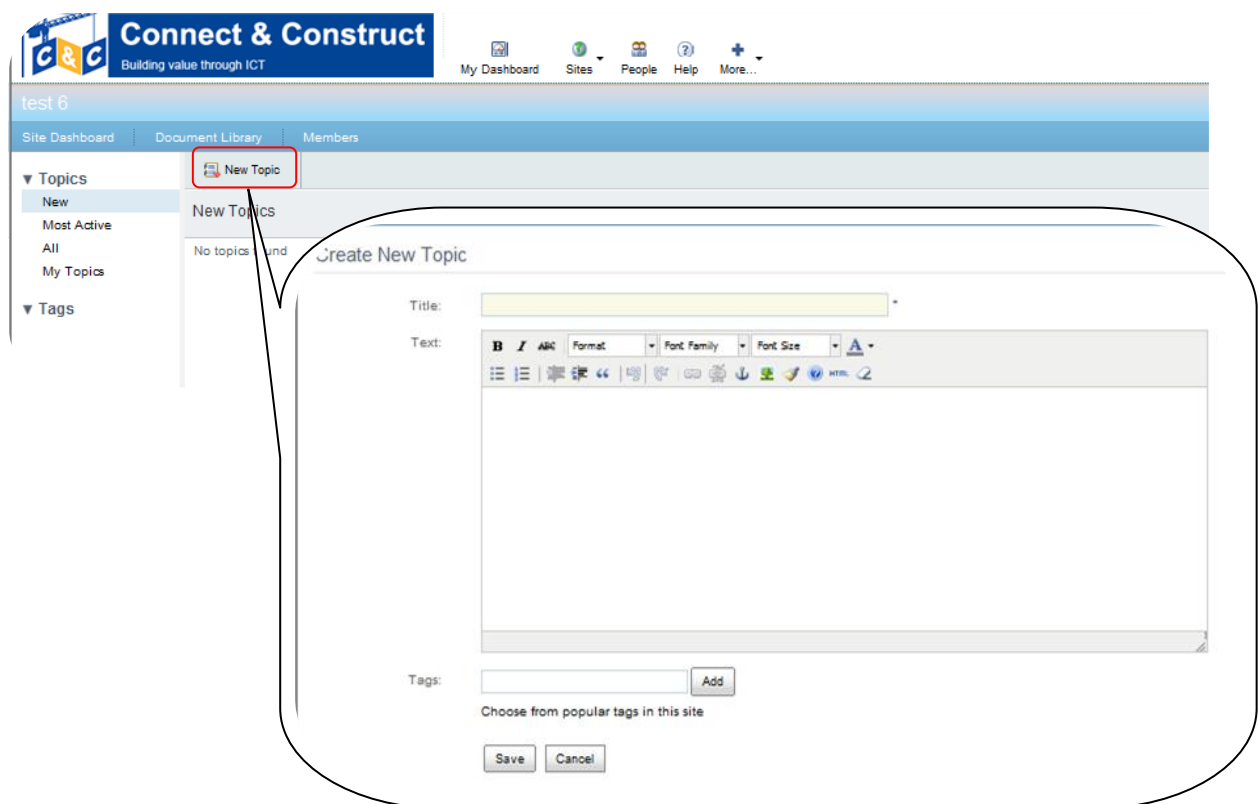 C & C
Connect & Construct
Building value through ICT
My Dashboard Sites People Help More...
test 6
Site Dashboard Document Library Members
Topics
New
Most Active
All
My Topics
Tags
New Topic
New Topics
No topics
Create New Topic
Title: *
Text:
B I ABC Format Font Family Font Size A
HTML
Tags: Add
Choose from popular tags in this site
Save Cancel